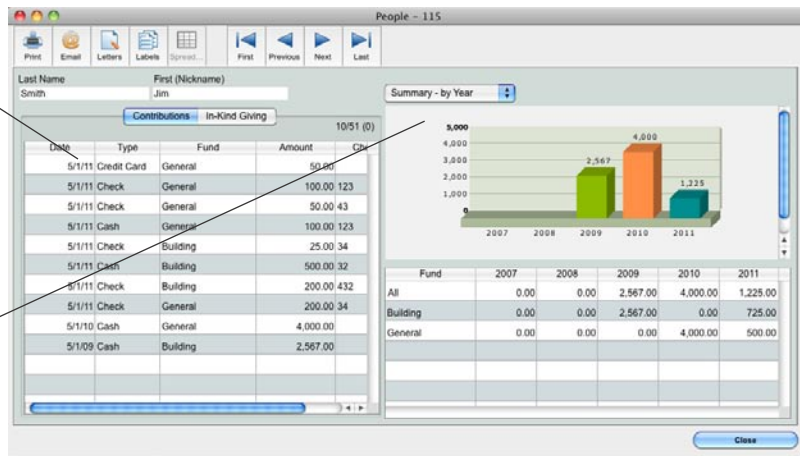 People - 115
Print Email Letters Labels Spread... First Previous Next Last
Last Name First (Nickname)
Smith Jim
Contributions In-Kind Giving
10/51 (0)
Date Type Fund Amount Che
5/1/11 Credit Card General 50.00
5/1/11 Check General 100.00 123
5/1/11 Check General 50.00 43
5/1/11 Cash General 100.00 123
5/1/11 Check Building 25.00 34
5/1/11 Cash Building 500.00 32
5/1/11 Check Building 200.00 432
5/1/11 Check General 200.00 34
5/1/10 Cash General 4,000.00
5/1/09 Cash Building 2,567.00
Summary - by Year
5,000
4,000
3,000
2,000
1,000
0
2,567 4,000 1,225
2007 2008 2009 2010 2011
Fund 2007 2008 2009 2010 2011
All 0.00 0.00 2,567.00 4,000.00 1,225.00
Building 0.00 0.00 2,567.00 0.00 725.00
General 0.00 0.00 0.00 4,000.00 500.00
Close